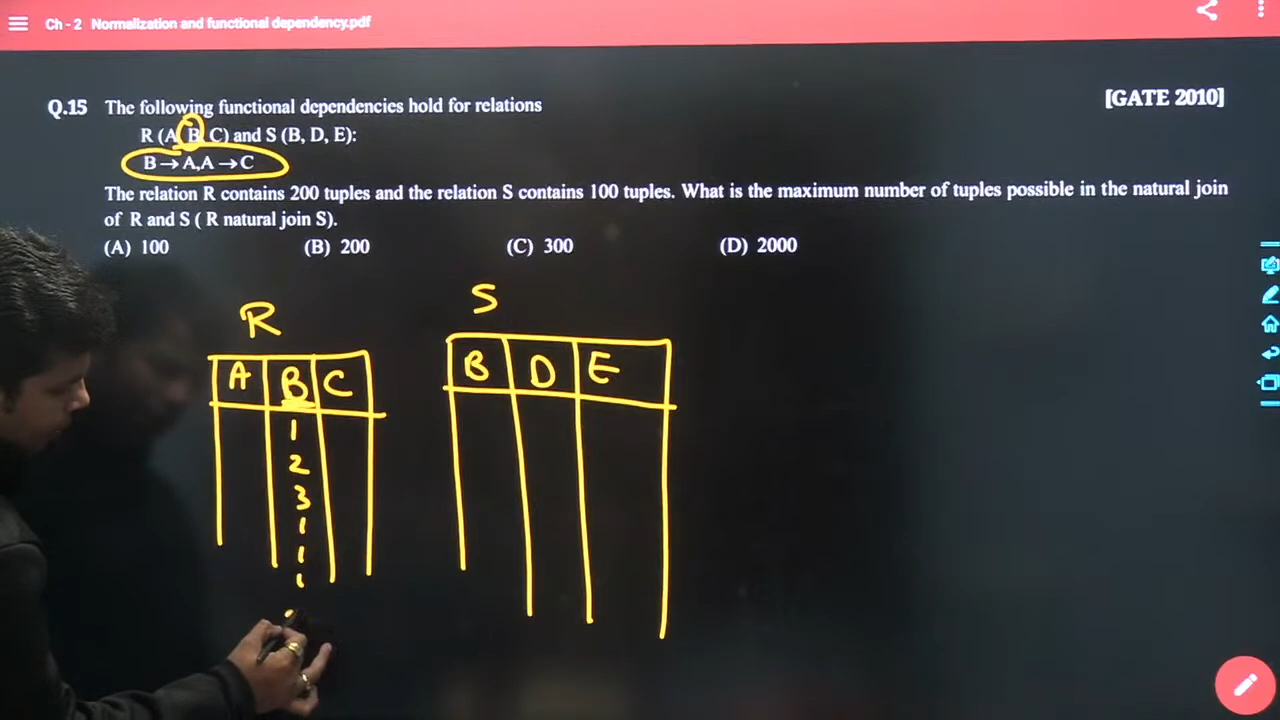 Ch - 2 Normalization and functional dependency.pdf
Q.15 The following functional dependencies hold for relations [GATE 2010]
R (A, B, C) and S (B, D, E):
B→A,A→C
The relation R contains 200 tuples and the relation S contains 100 tuples. What is the maximum number of tuples possible in the natural join
of R and S ( R natural join S).
(A) 100 (B) 200 (C) 300 (D) 2000
R S
A B C B D E
1
2
3